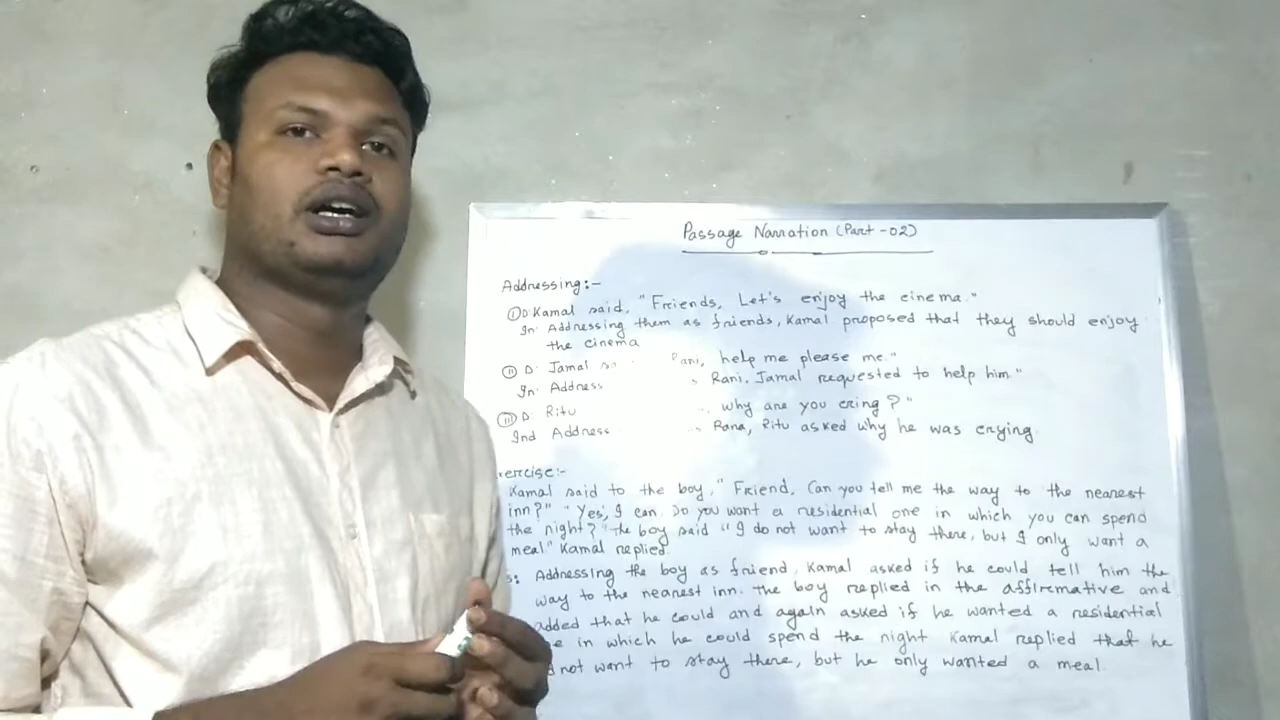 Passage Narration (Part-02)
Addressing:-
(i) D: Kamal said, "Friends, Let's enjoy the cinema."
In: Addressing them as friends, Kamal proposed that they should enjoy
the cinema
(ii) D: Jamal Rani, help me please me."
In: Address Rani, Jamal requested to help him"
(iii) D: Ritu why are you cring?"
Ind Address Rana, Ritu asked why he was crying
ercise:-
Kamal said to the boy, "Friend, Can you tell me the way to the nearest
inn?" "Yes, I can. Do you want a residential one in which you can spend
the night?" the boy said "I do not want to stay there, but I only want a
meal" Kamal replied.
s: Addressing the boy as friend, Kamal asked if he could tell him the
way to the nearest inn. the boy replied in the affirmative and
added that he could and again asked if he wanted a residential
e in which he could spend the night Kamal replied that he
not want to stay there, but he only wanted a meal.